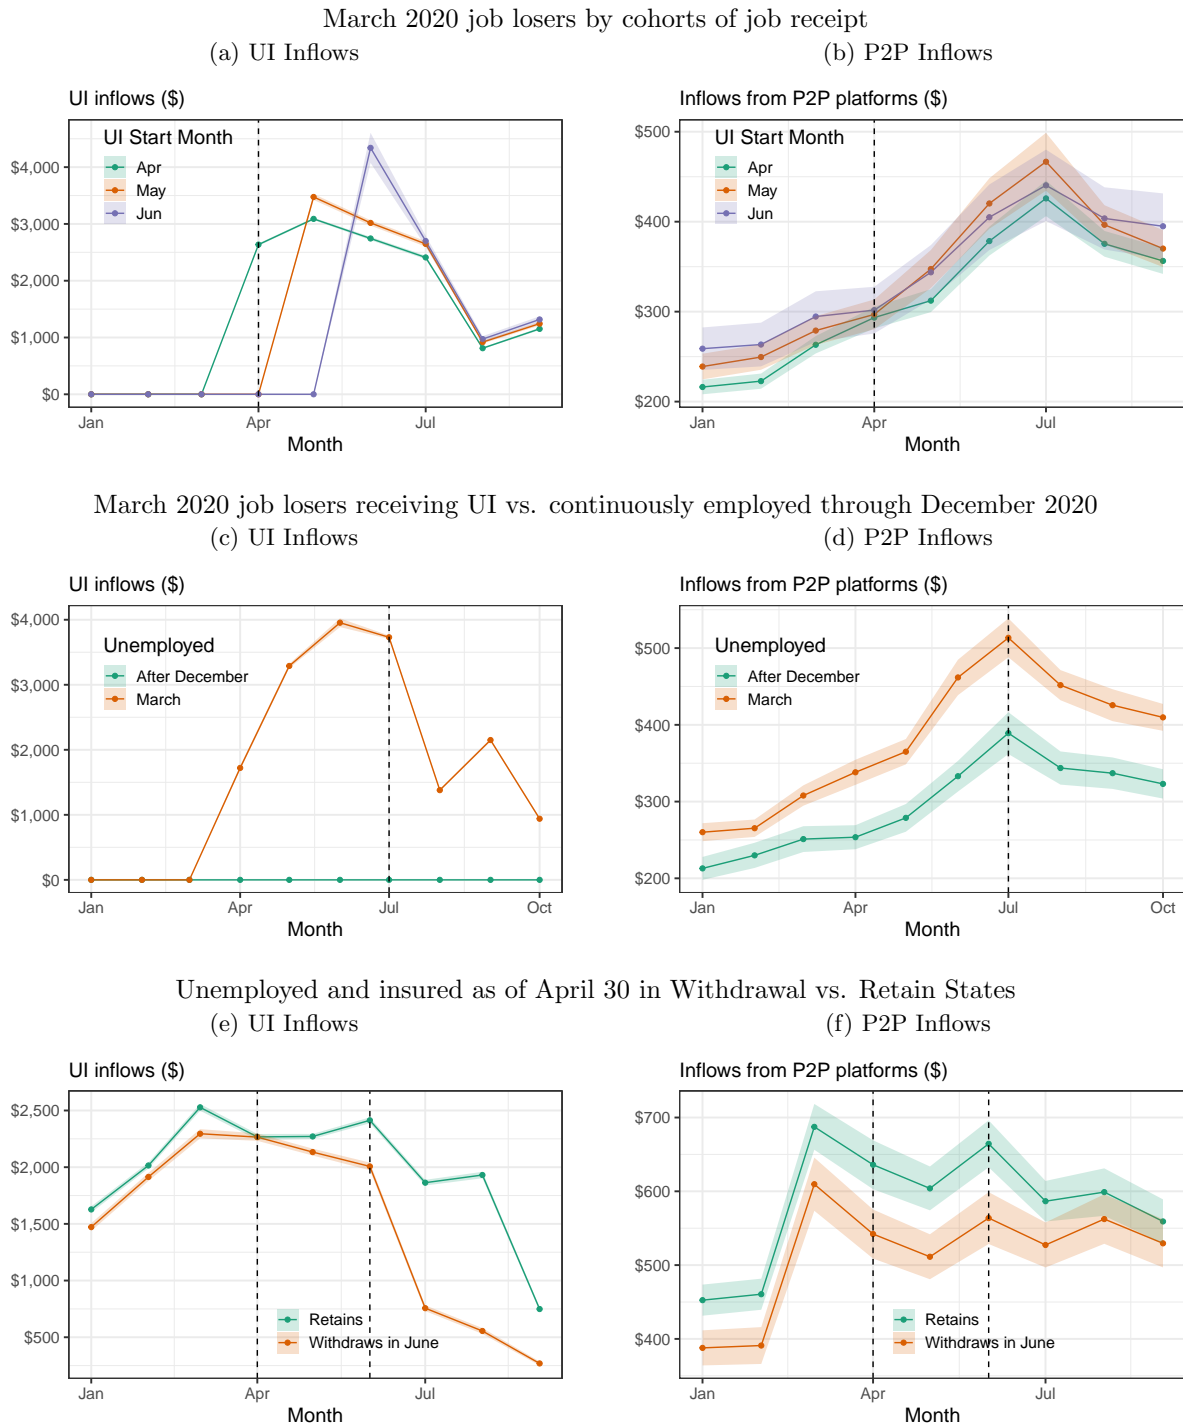 March 2020 job losers by cohorts of job receipt
(a) UI Inflows
(b) P2P Inflows
UI inflows ($)
UI Start Month
Apr
May
Jun
$4,000
$3,000
$2,000
$1,000
$0
Jan
Apr
Jul
Month
Inflows from P2P platforms ($)
UI Start Month
Apr
May
Jun
$500
$400
$300
$200
Jan
Apr
Jul
Month
March 2020 job losers receiving UI vs. continuously employed through December 2020
(c) UI Inflows
(d) P2P Inflows
UI inflows ($)
Unemployed
After December
March
$4,000
$3,000
$2,000
$1,000
$0
Jan
Apr
Jul
Oct
Month
Inflows from P2P platforms ($)
Unemployed
After December
March
$500
$400
$300
$200
Jan
Apr
Jul
Oct
Month
Unemployed and insured as of April 30 in Withdrawal vs. Retain States
(e) UI Inflows
(f) P2P Inflows
UI inflows ($)
$2,500
$2,000
$1,500
$1,000
$500
Retains
Withdraws in June
Jan
Apr
Jul
Month
Inflows from P2P platforms ($)
$700
$600
$500
$400
Retains
Withdraws in June
Jan
Apr
Jul
Month